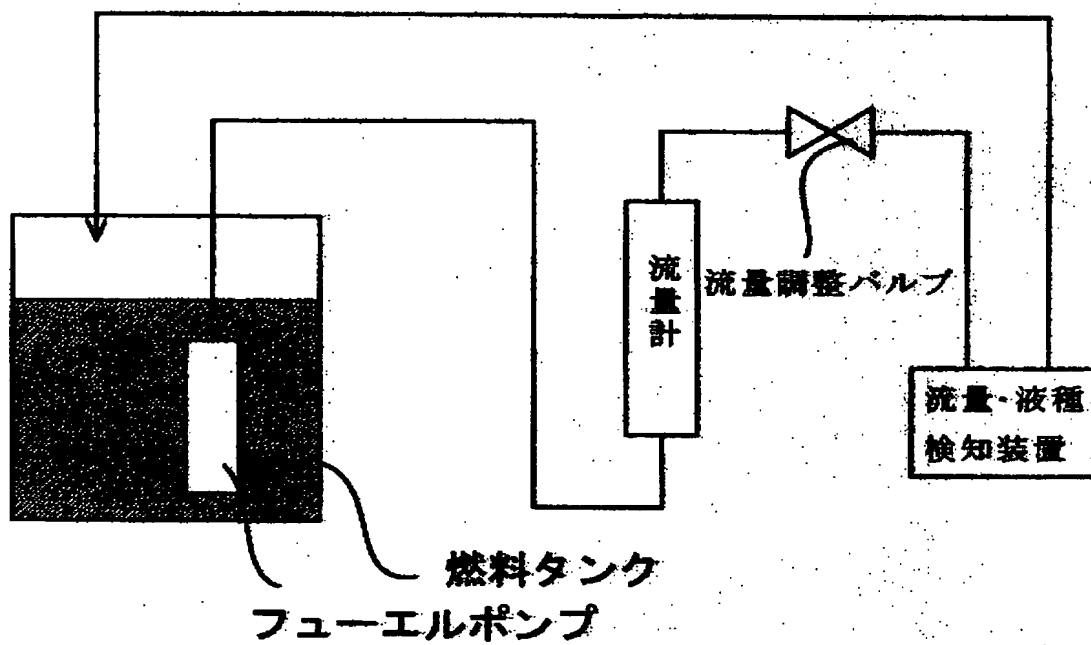 流量計
流量調整バルブ
流量・液種
検知装置
燃料タンク
フューエルポンプ